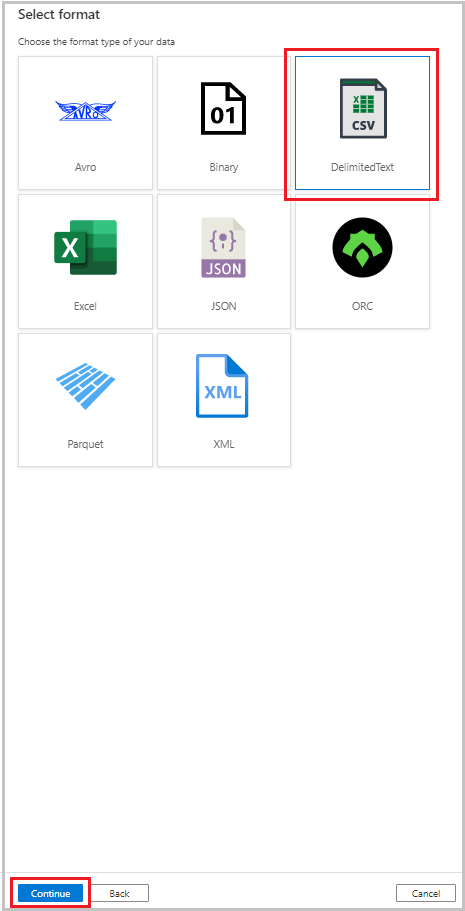 Select format
Choose the format type of your data
AVRO
01
X
CSV
Avro
Binary
DelimitedText
X
{ }
JSON
Excel
JSON
ORC
XML
Parquet
XML
Continue
Back
Cancel